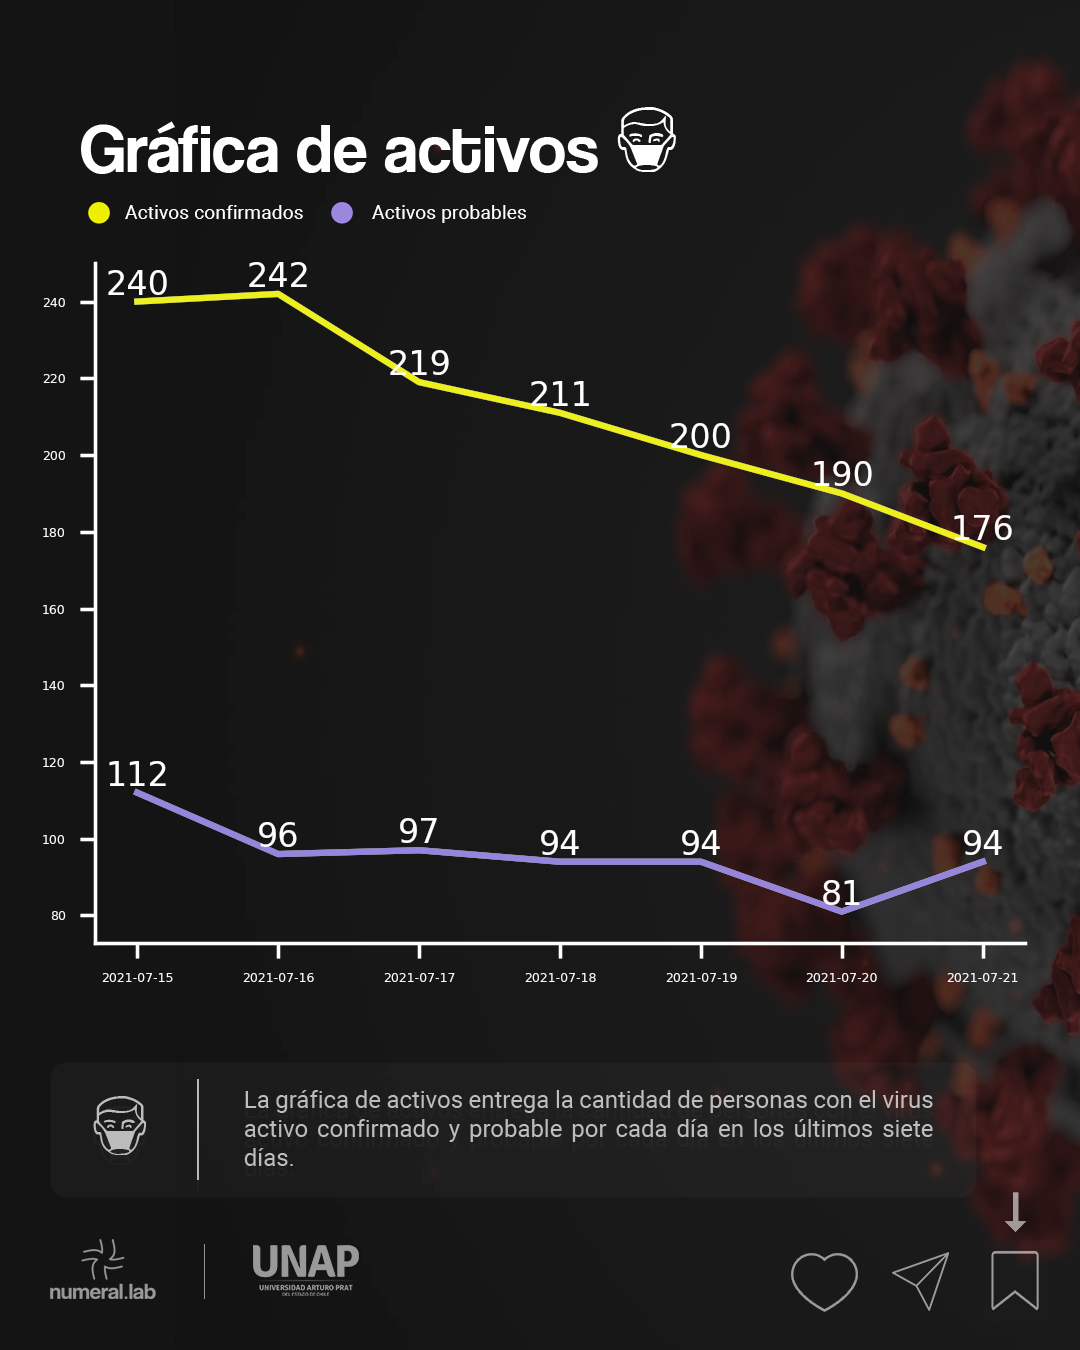 Gráfica de activos
Activos confirmados Activos probables
240
220
200
180
160
140
120
100
80
240 242 219 211 200 190 176
112 96 97 94 94 81 94
2021-07-15 2021-07-16 2021-07-17 2021-07-18 2021-07-19 2021-07-20 2021-07-21
La gráfica de activos entrega la cantidad de personas con el virus
activo confirmado y probable por cada día en los últimos siete
días.
numeral.lab
UNAP
UNIVERSIDAD ARTURO PRAT
DEL ESTADO DE CHILE